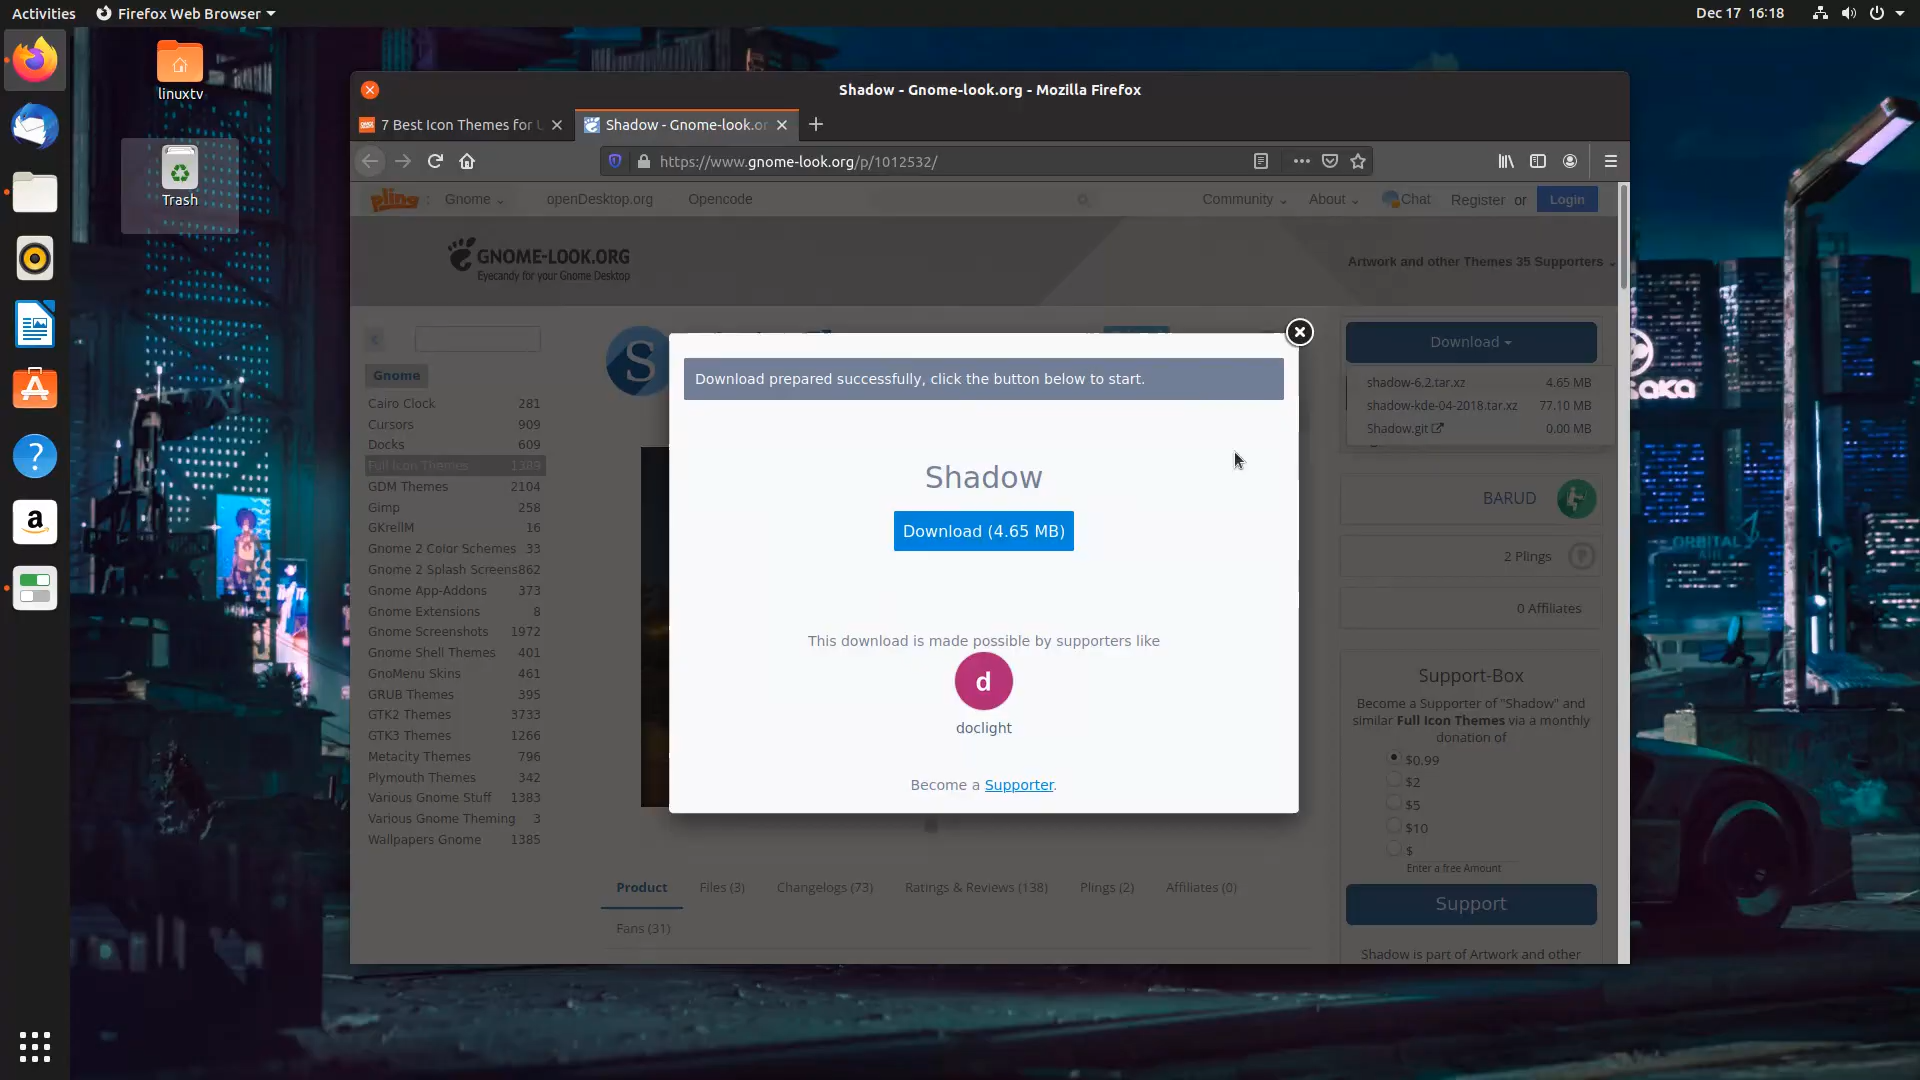 Activities
Firefox Web Browser
Dec 17 16:18
linuxtv
Trash
Shadow - Gnome-look.org - Mozilla Firefox
7 Best Icon Themes for U
Shadow - Gnome-look.or
https://www.gnome-look.org/p/1012532/
pling
:
Gnome
openDesktop.org
Opencode
Community
About
Chat
Register or Login
GNOME-LOOK.ORG
Eyecandy for your Gnome Desktop
Artwork and other Themes 35 Supporters
Gnome
Cairo Clock 281
Cursors 909
Docks 609
Full Icon Themes 1389
GDM Themes 2104
Gimp 258
GKrellM 16
Gnome 2 Color Schemes 33
Gnome 2 Splash Screens 862
Gnome App-Addons 373
Gnome Extensions 8
Gnome Screenshots 1972
Gnome Shell Themes 401
GnoMenu Skins 461
GRUB Themes 395
GTK2 Themes 3733
GTK3 Themes 1266
Metacity Themes 796
Plymouth Themes 342
Various Gnome Stuff 1383
Various Gnome Theming 3
Wallpapers Gnome 1385
S
Download prepared successfully, click the button below to start.
Shadow
Download (4.65 MB)
This download is made possible by supporters like
d
doclight
Become a Supporter.
Product
Files (3)
Changelogs (73)
Ratings & Reviews (138)
Plings (2)
Affiliates (0)
Fans (31)
Download
shadow-6.2.tar.xz 4.65 MB
shadow-kde-04-2018.tar.xz 77.10 MB
Shadow.git 0.00 MB
BARUD
2 Plings
0 Affiliates
Support-Box
Become a Supporter of "Shadow" and
similar Full Icon Themes via a monthly
donation of
$0.99
$2
$5
$10
$
Enter a free Amount
Support
Shadow is part of Artwork and other
ORBITAL
AIR